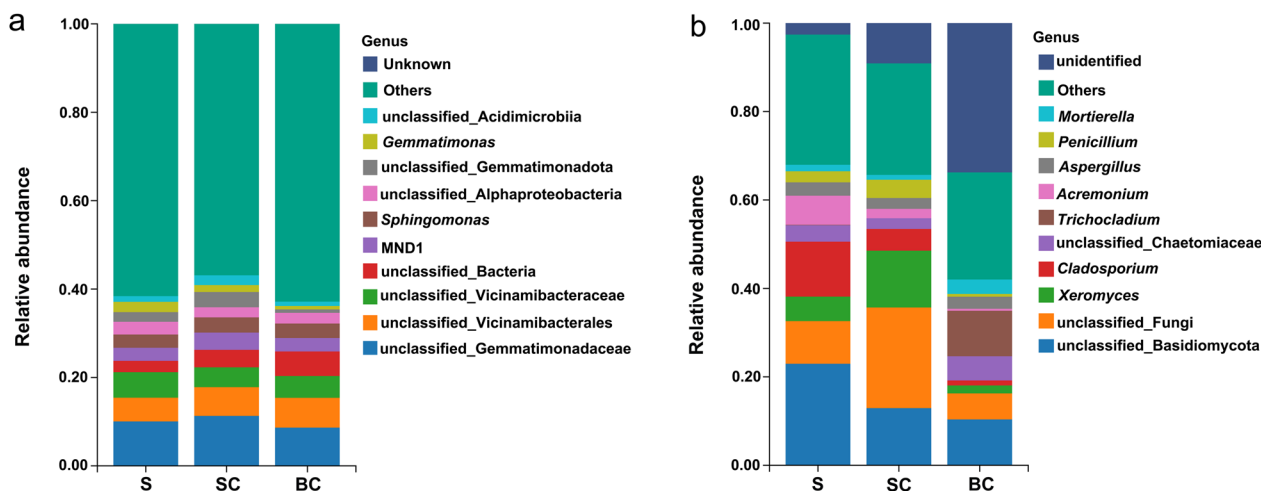 a
Relative abundance
1.00
0.80
0.60
0.40
0.20
0.00
S SC BC
Genus
Unknown
Others
unclassified_Acidimicrobiia
Gemmatimonas
unclassified_Gemmatimonadota
unclassified_Alphaproteobacteria
Sphingomonas
MND1
unclassified_Bacteria
unclassified_Vicinamibacteraceae
unclassified_Vicinamibacterales
unclassified_Gemmatimonadaceae
b
Relative abundance
1.00
0.80
0.60
0.40
0.20
0.00
S SC BC
Genus
unidentified
Others
Mortierella
Penicillium
Aspergillus
Acremonium
Trichocladium
unclassified_Chaetomiaceae
Cladosporium
Xeromyces
unclassified_Fungi
unclassified_Basidiomycota